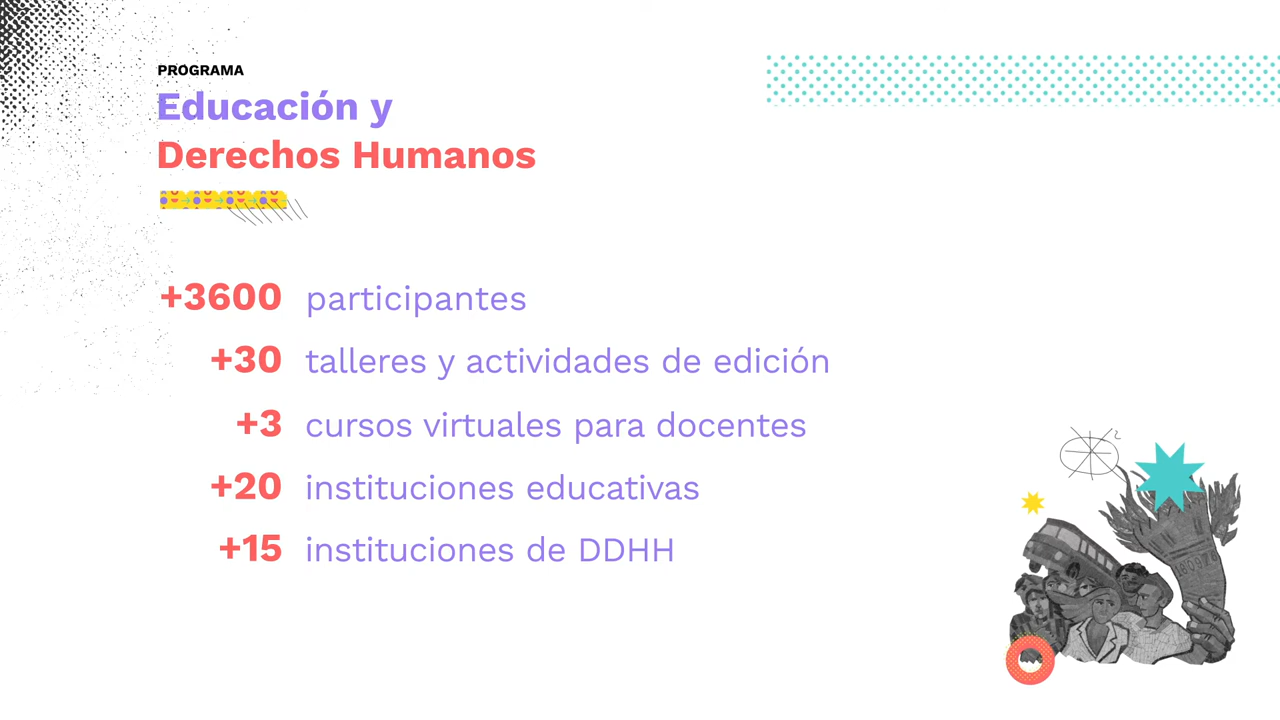 PROGRAMA
Educación y
Derechos Humanos
+3600 participantes
+30 talleres y actividades de edición
+3 cursos virtuales para docentes
+20 instituciones educativas
+15 instituciones de DDHH